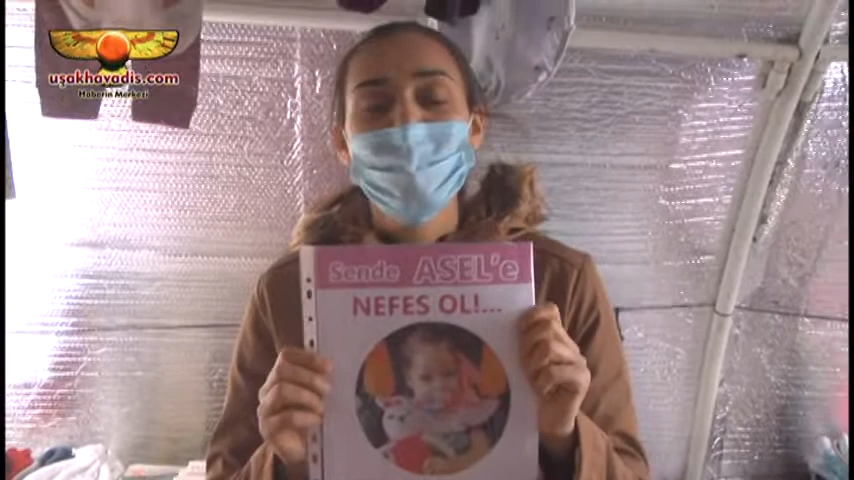 uşakhavadis.com
Haberin Merkezi
Sende ASEL'e
NEFES OL!...